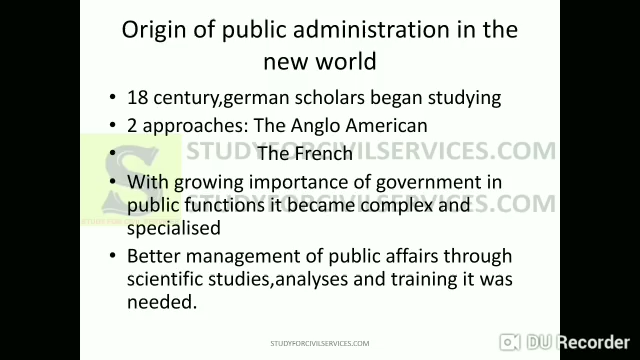 Origin of public administration in the
new world
• 18 century,german scholars began studying
• 2 approaches: The Anglo American
• The French
• With growing importance of government in
public functions it became complex and
specialised
• Better management of public affairs through
scientific studies,analyses and training it was
needed.
STUDYFORCIVILSERVICES.COM
STUDYFORCIVILSERVICES.COM
S
STUDYFORCIVILSERVICES.COM
DU Recorder